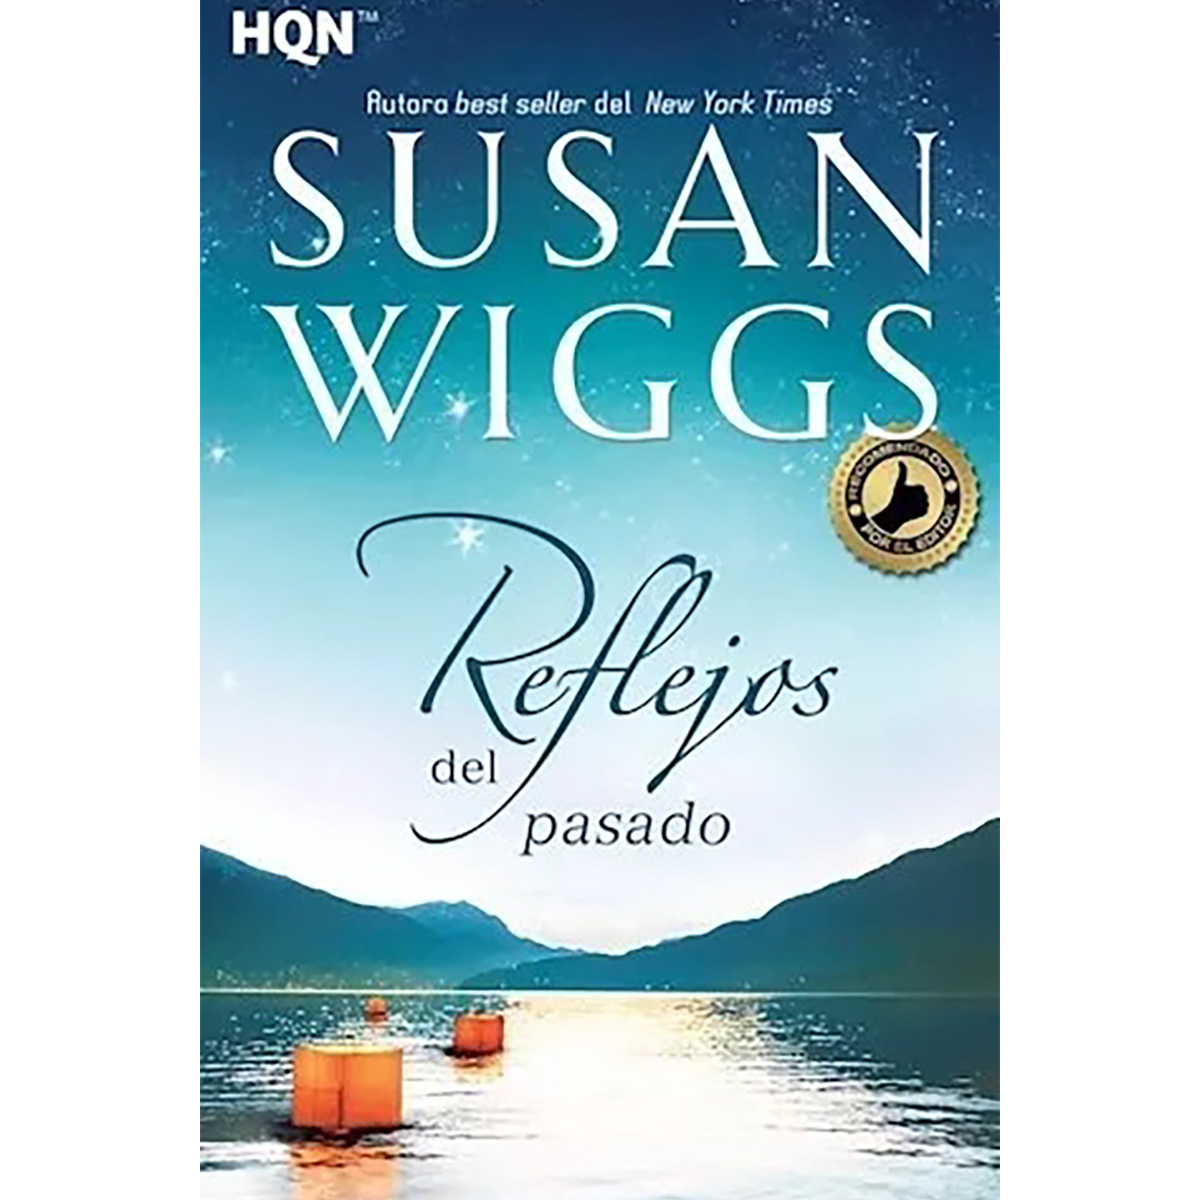 HQN™
Autora best seller del New York Times
SUSAN
WIGGS
RECOMENDADO
POR EL EDITOR
Reflejos
del
pasado